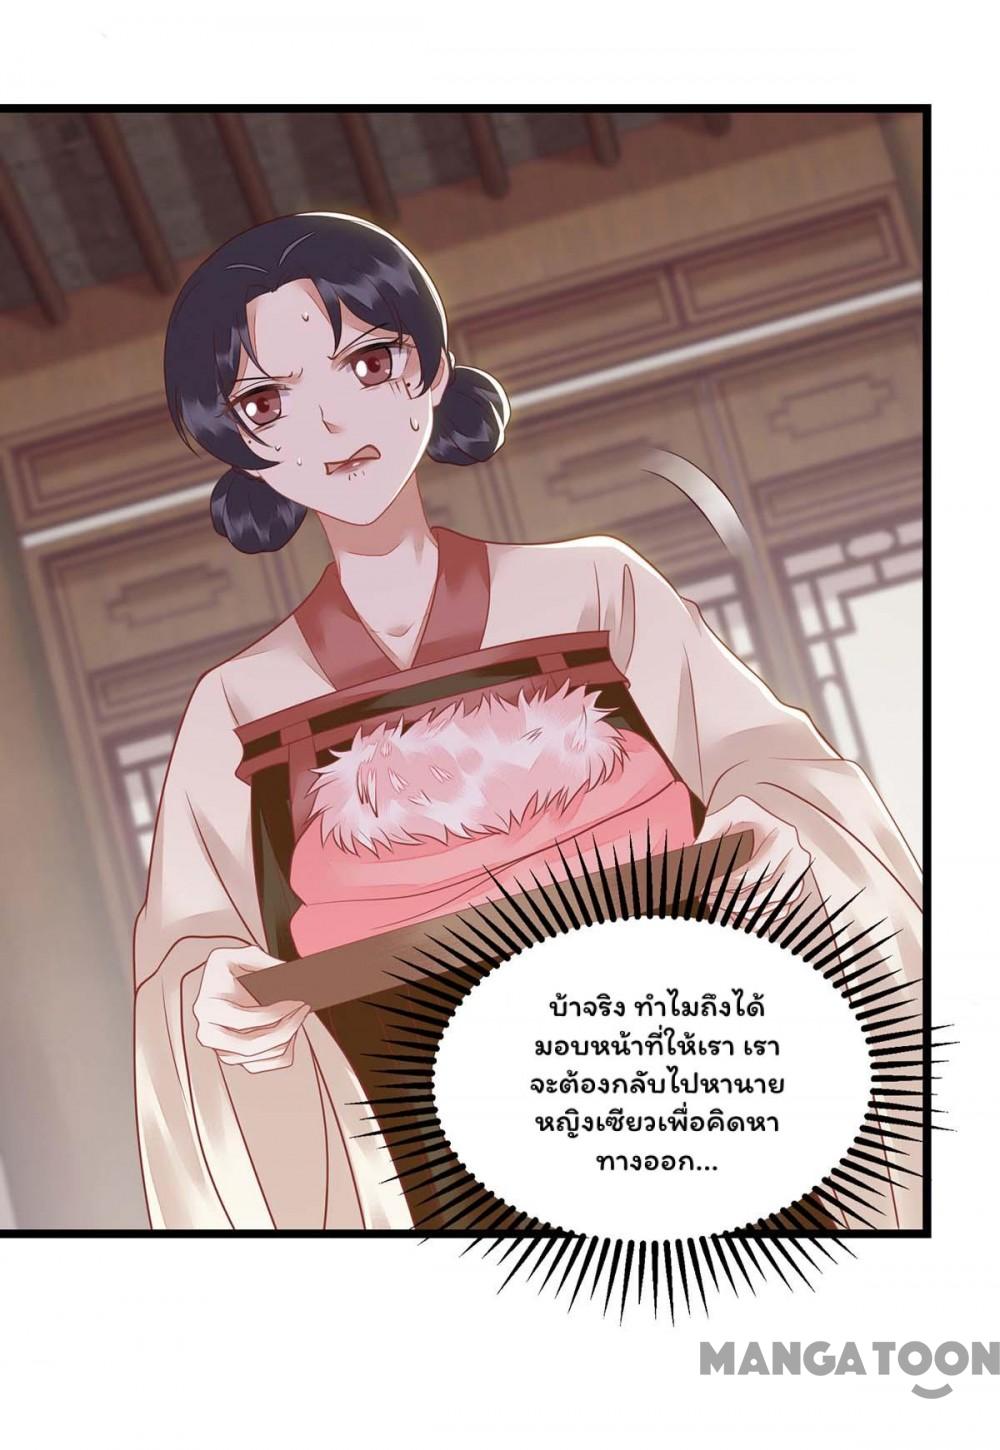 บ้าจริง ทำไมถึงได้
มอบหน้าที่ให้เรา เรา
จะต้องกลับไปหานาย
หญิงเซียวเพื่อคิดหา
ทางออก...
MANGATOON